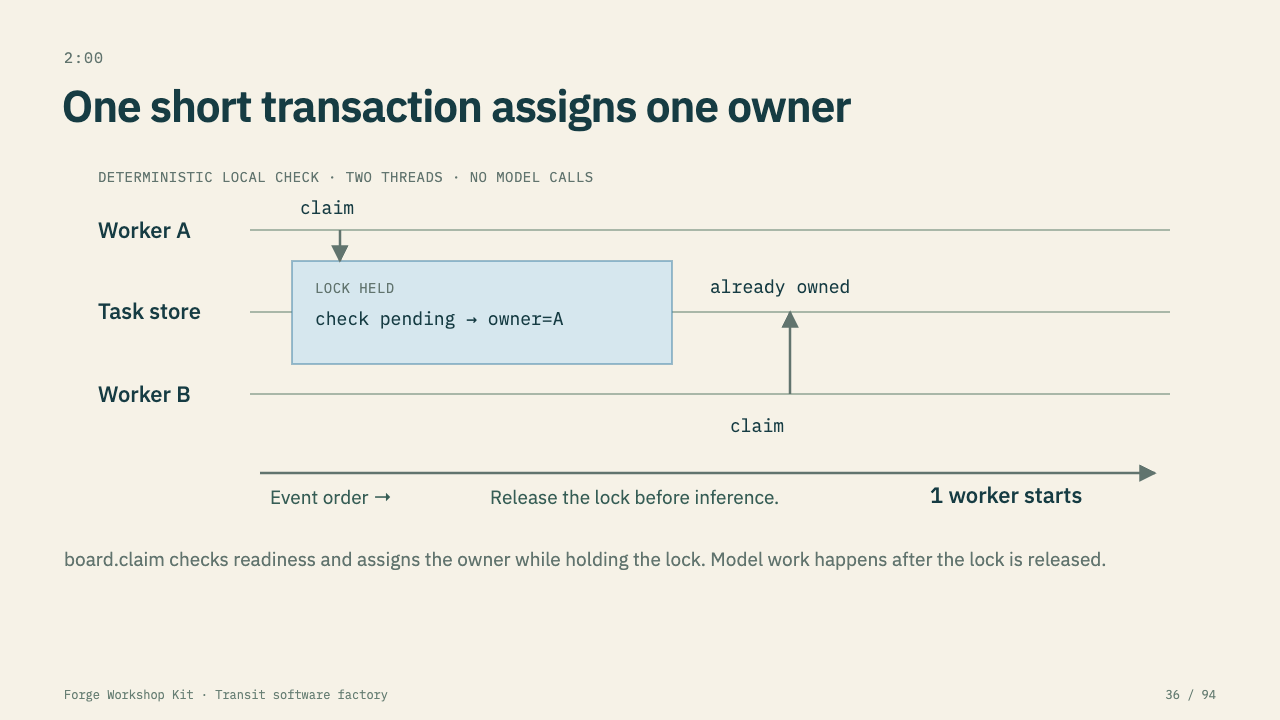 2:00
One short transaction assigns one owner
DETERMINISTIC LOCAL CHECK · TWO THREADS · NO MODEL CALLS
claim
Worker A
LOCK HELD
already owned
Task store
check pending → owner=A
Worker B
claim
Event order →
Release the lock before inference.
1 worker starts
board.claim checks readiness and assigns the owner while holding the lock. Model work happens after the lock is released.
Forge Workshop Kit · Transit software factory
36 / 94